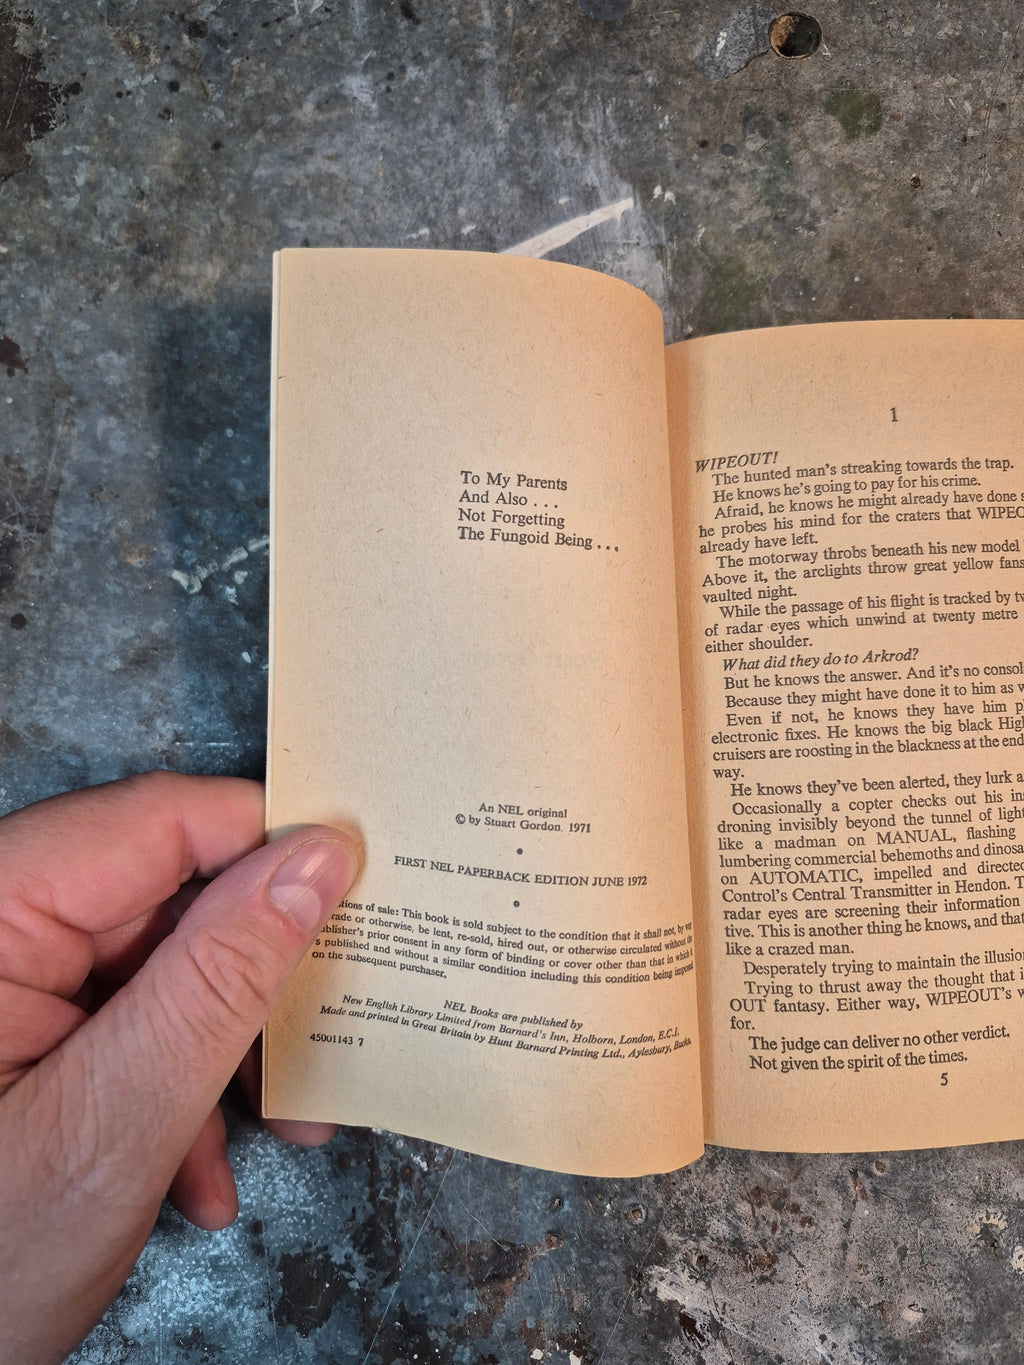 To My Parents
And Also . . .
Not Forgetting
The Fungoid Being . . .
An NEL original
© by Stuart Gordon 1971
FIRST NEL PAPERBACK EDITION JUNE 1972
of sale: This book is sold subject to the condition that it shall not, by way
or otherwise, be lent, re-sold, hired out, or otherwise circulated without the
prior consent in any form of binding or cover other than that in which it
published and without a similar condition including this condition being imposed
on the subsequent purchaser.
NEL Books are published by
New English Library Limited from Barnard's Inn, Holborn, London, E.C.1.
Made and printed in Great Britain by Hunt Barnard Printing Ltd., Aylesbury, Bucks.
45001143 7
1
WIPEOUT!
The hunted man's streaking towards the trap.
He knows he's going to pay for his crime.
Afraid, he knows he might already have done
he probes his mind for the craters that
already have left.
The motorway throbs beneath his new model
Above it, the arclights throw great yellow fans
vaulted night.
While the passage of his flight is tracked by
of radar eyes which unwind at twenty metre
either shoulder.
What did they do to Arkrod?
But he knows the answer. And it's no
Because they might have done it to him as
Even if not, he knows they have him
electronic fixes. He knows the big black
cruisers are roosting in the blackness at the end
way.
He knows they've been alerted, they lurk
Occasionally a copter checks out his
droning invisibly beyond the tunnel of
like a madman on MANUAL, flashing
lumbering commercial behemoths and
on AUTOMATIC, impelled and directed
Control's Central Transmitter in Hendon.
radar eyes are screening their information
tive. This is another thing he knows, and that
like a crazed man.
Desperately trying to maintain the
Trying to thrust away the thought that
OUT fantasy. Either way, WIPEOUT's
for.
The judge can deliver no other verdict.
Not given the spirit of the times.
5